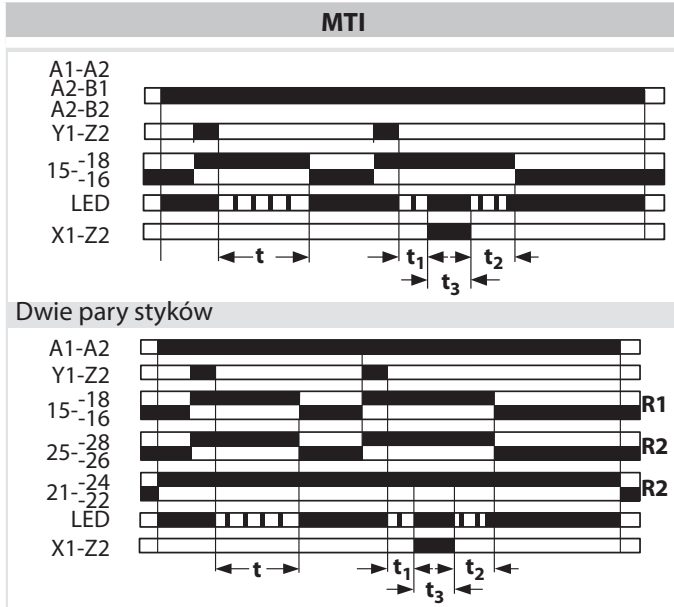 MTI
A1-A2
A2-B1
A2-B2
Y1-Z2
15--18
-16
LED
X1-Z2
t
t1
t2
t3
Dwie pary styków
A1-A2
Y1-Z2
15--18
-16
R1
25--28
-26
R2
21--24
-22
R2
LED
X1-Z2
t
t1
t2
t3